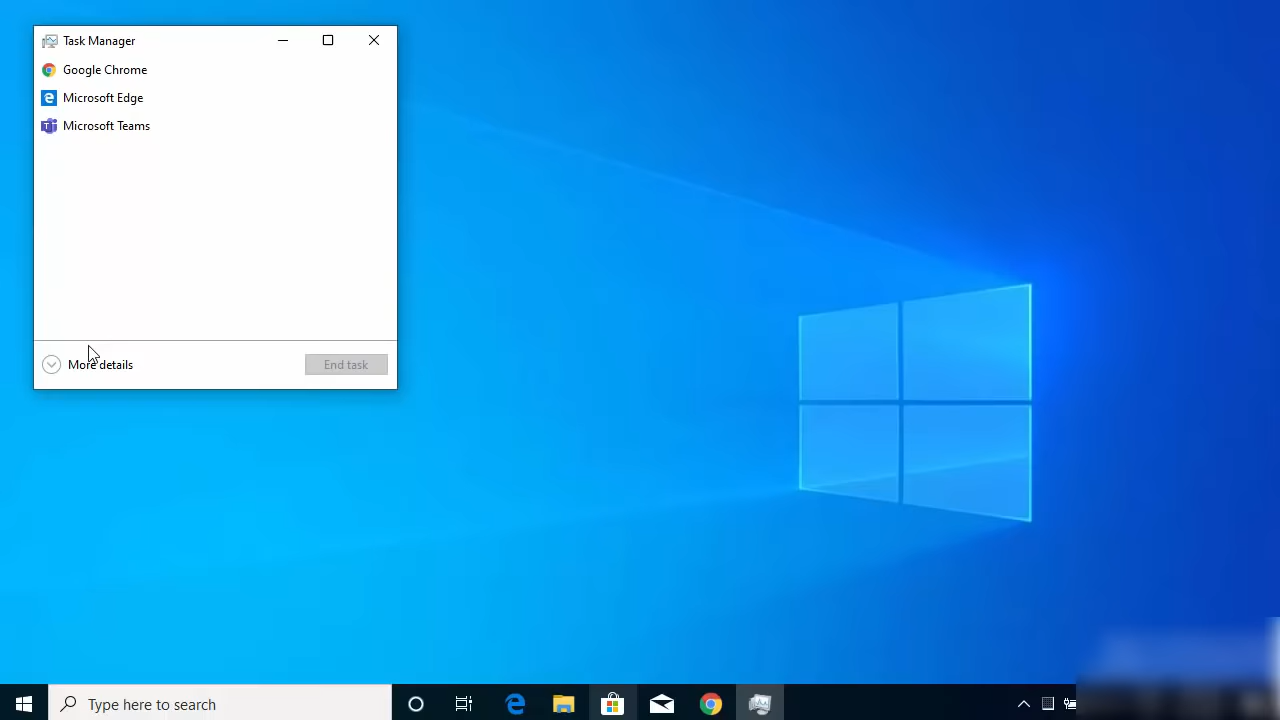 Task Manager
Google Chrome
Microsoft Edge
Microsoft Teams
More details
End task
Type here to search